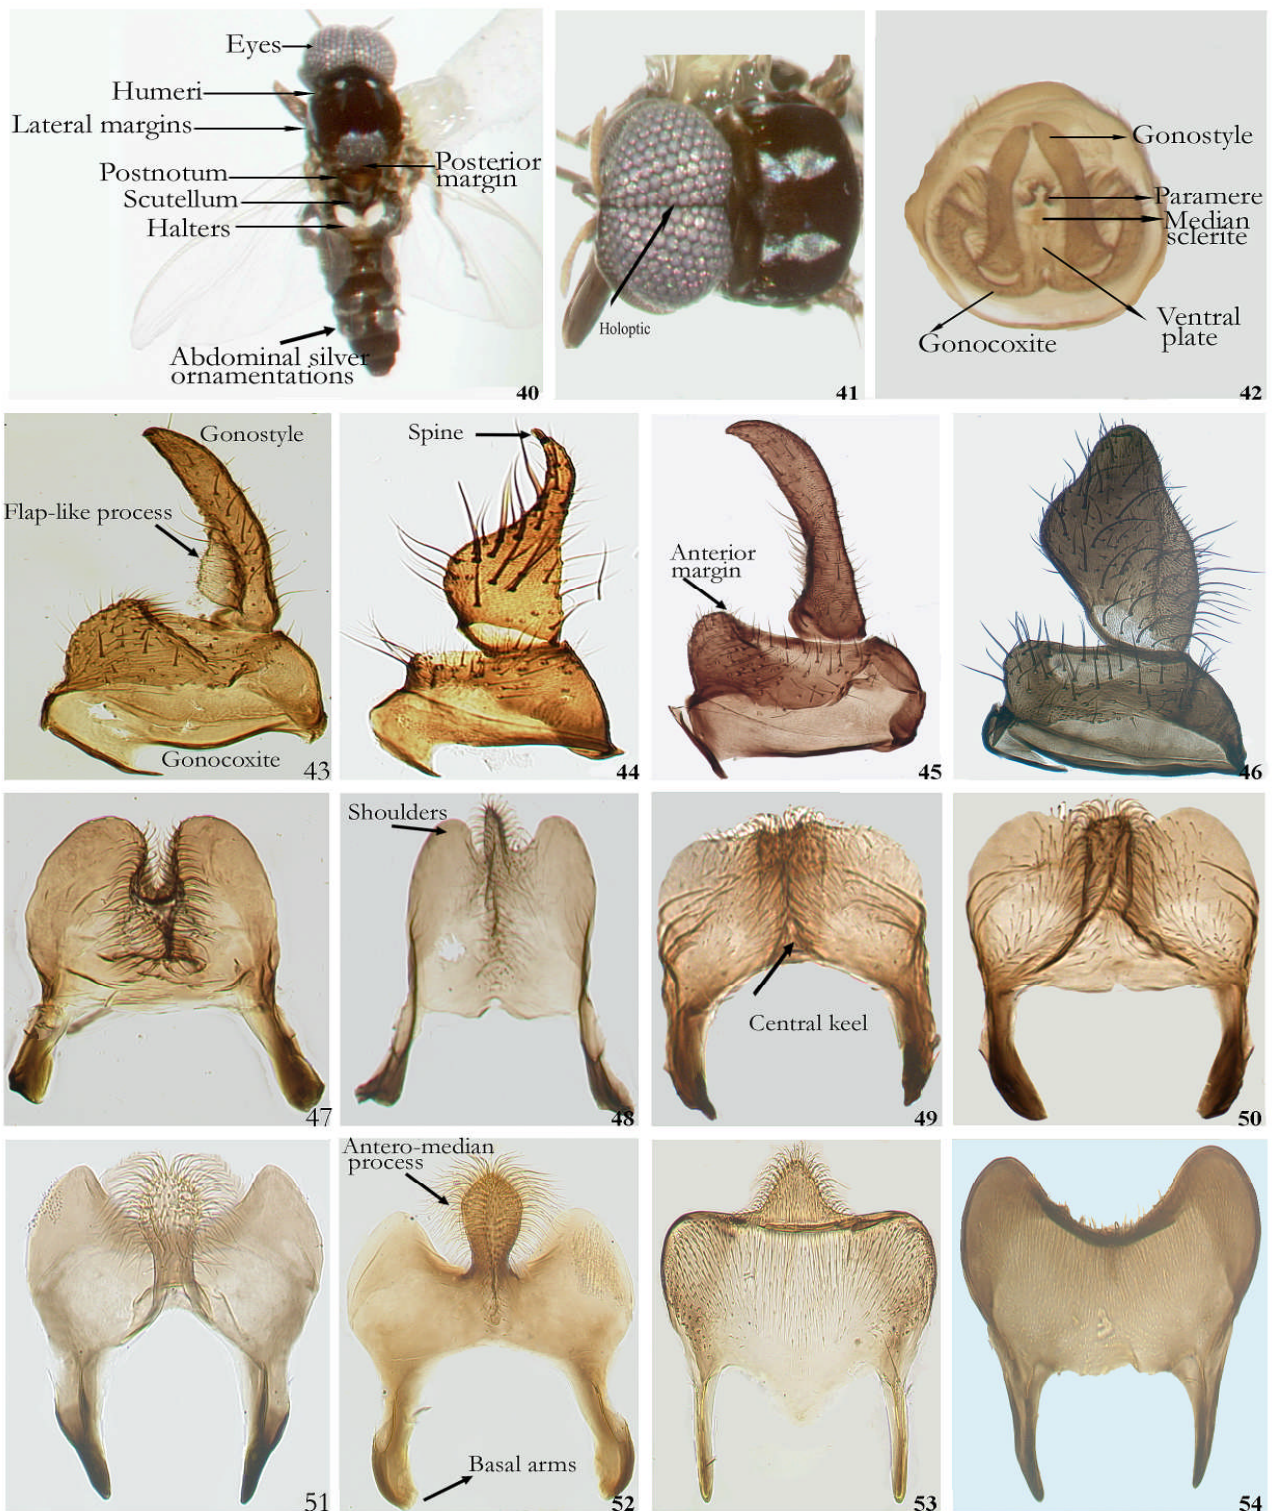 Eyes
Humeri
Lateral margins
Postnotum
Posterior
margin
Scutellum
Halters
Abdominal silver
ornamentations
40
Holoptic
41
Gonostyle
Paramere
Median
sclerite
Ventral
plate
Gonocoxite
42
Gonostyle
Flap-like process
Gonocoxite
43
Spine
44
Anterior
margin
45
46
47
Shoulders
48
Central keel
49
50
51
Antero-median
process
Basal arms
52
53
54